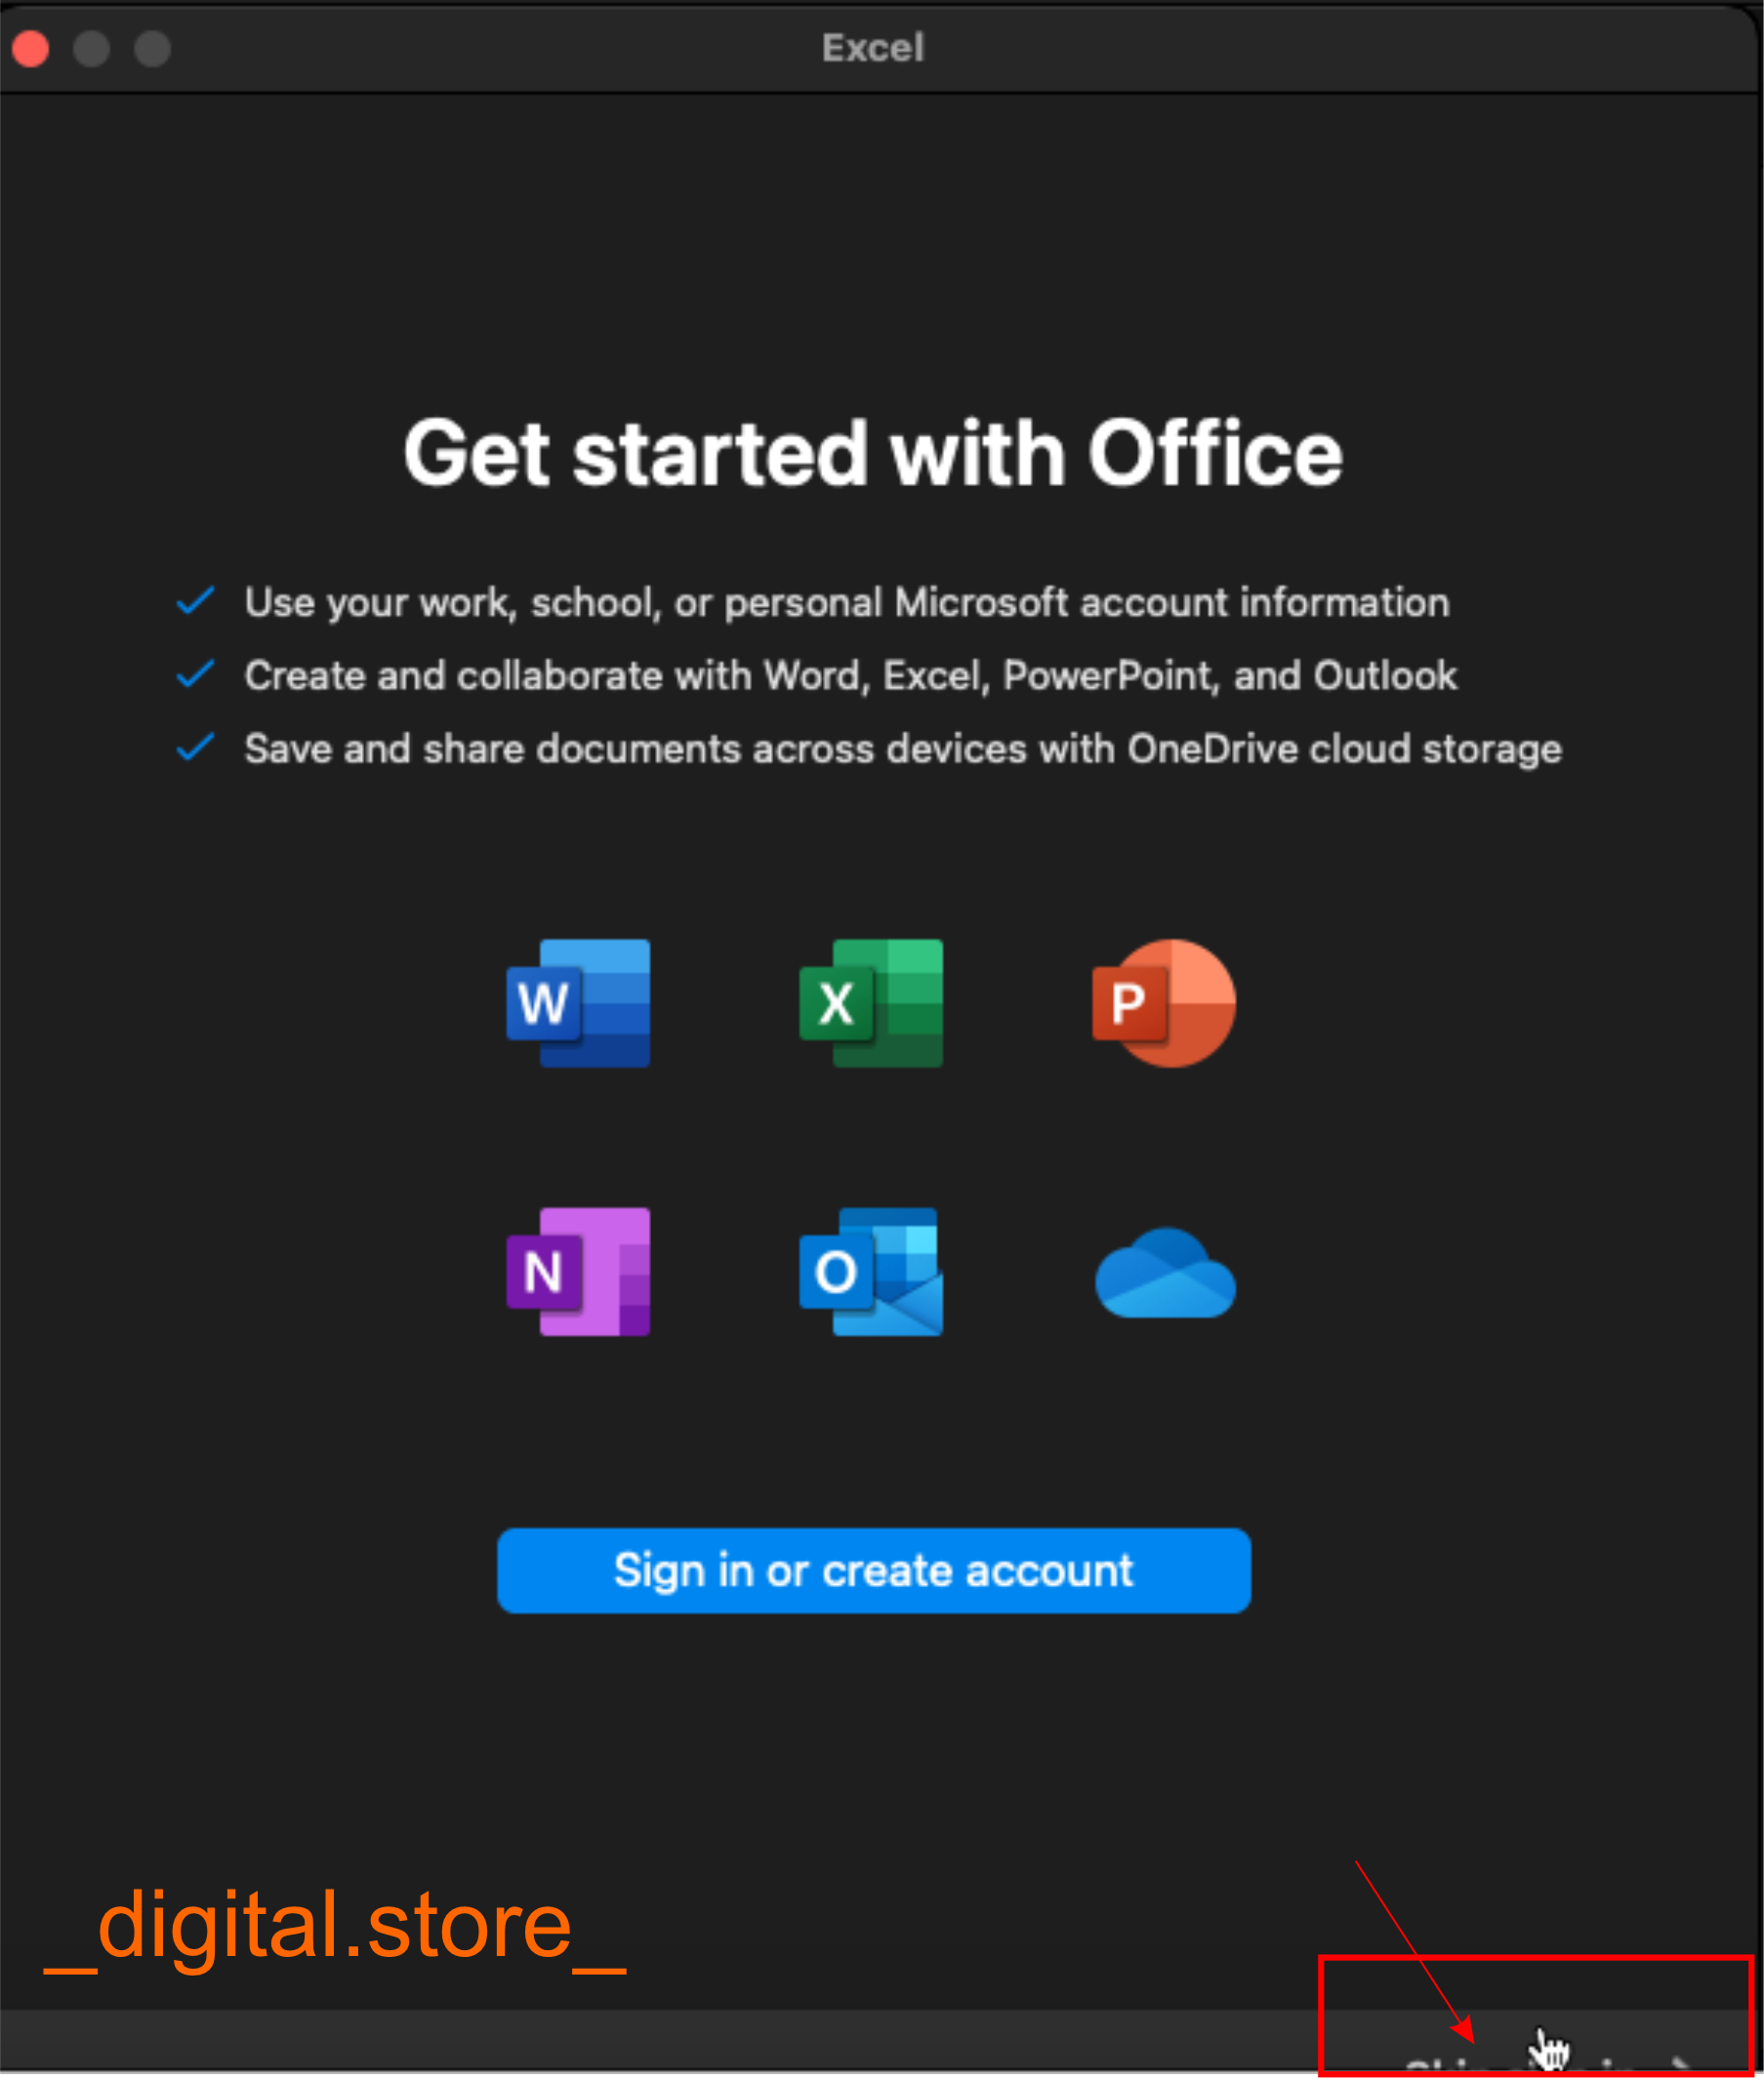 Excel
Get started with Office
Use your work, school, or personal Microsoft account information
Create and collaborate with Word, Excel, PowerPoint, and Outlook
Save and share documents across devices with OneDrive cloud storage
W
X
P
N
O
Sign in or create account
_digital.store_